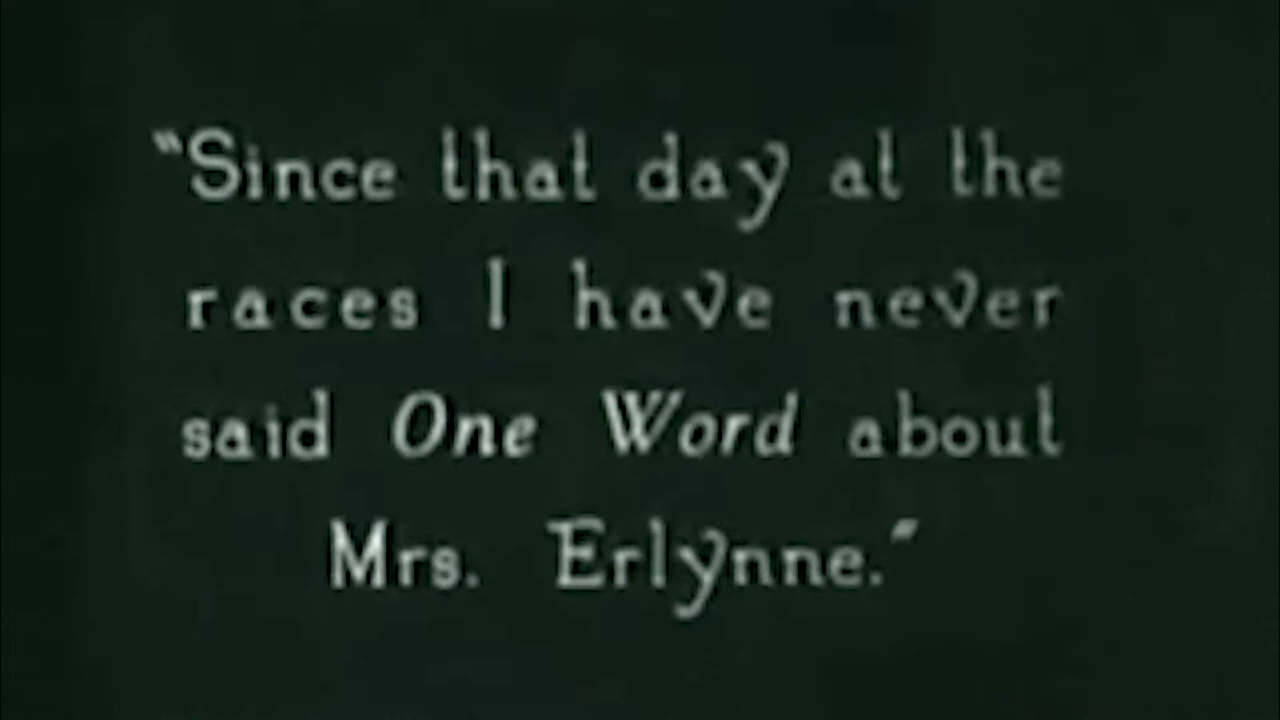 "Since that day at the
races I have never
said One Word about
Mrs. Erlynne."